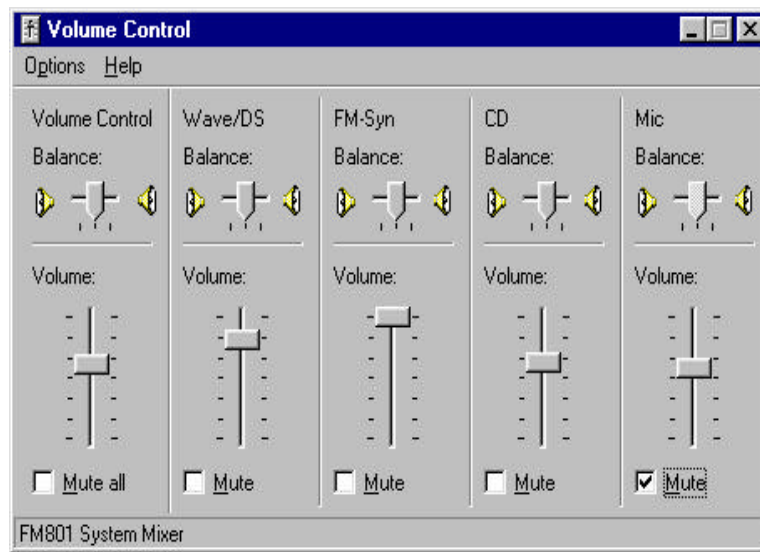 Volume Control
Options Help
Volume Control Wave/DS FM-Syn CD Mic
Balance: Balance: Balance: Balance: Balance:
Volume: Volume: Volume: Volume: Volume:
Mute all Mute Mute Mute Mute
FM801 System Mixer